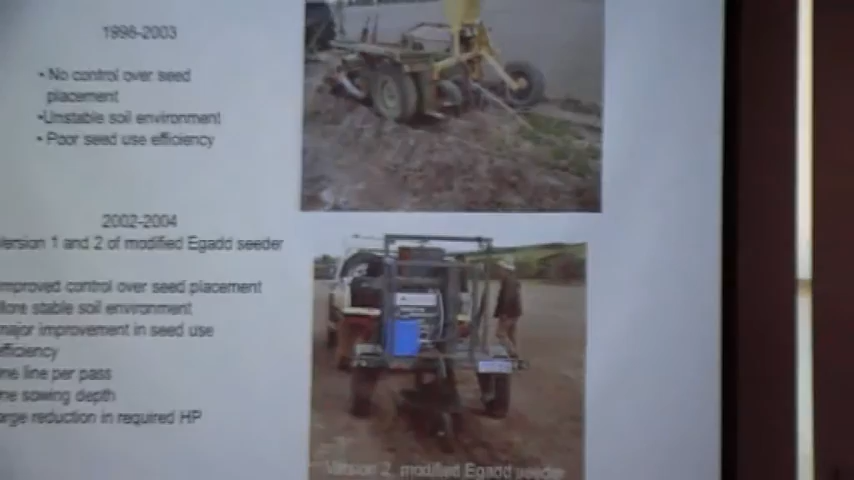 1998-2003
• No control over seed
placement
•Unstable soil environment
• Poor seed use efficiency
2002-2004
Version 1 and 2 of modified Egadd seeder
mproved control over seed placement
More stable soil environment
major improvement in seed use
efficiency
ne line per pass
ne sowing depth
arge reduction in required HP
Version 2, modified Egadd seeder